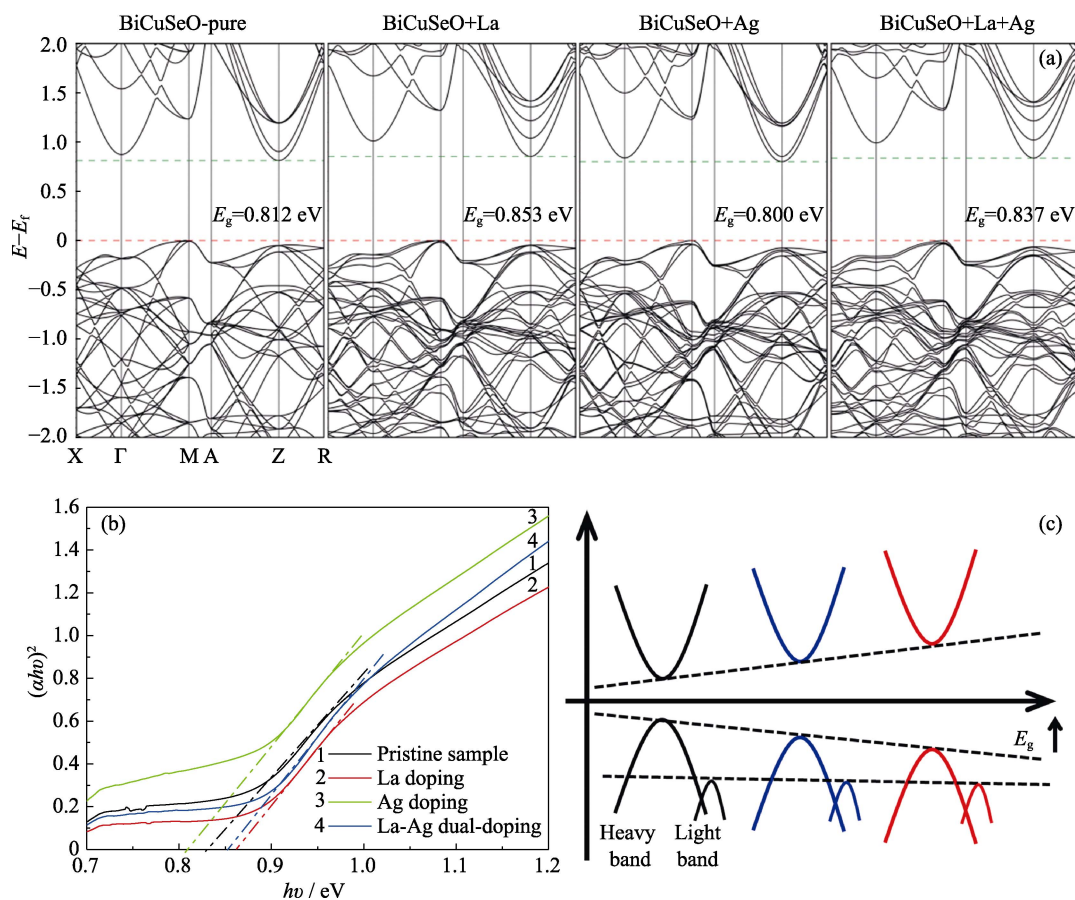 BiCuSeO-pure BiCuSeO+La BiCuSeO+Ag BiCuSeO+La+Ag
(a)
2.0
1.5
1.0
0.5
0
−0.5
−1.0
−1.5
−2.0
E−Ef
Eg=0.812 eV Eg=0.853 eV Eg=0.800 eV Eg=0.837 eV
X Γ M A Z R
(b)
1.6
1.4
1.2
1.0
0.8
0.6
0.4
0.2
0
(αhυ)²
3
4
1
2
1 Pristine sample
2 La doping
3 Ag doping
4 La-Ag dual-doping
0.7 0.8 0.9 1.0 1.1 1.2
hυ / eV
(c)
Eg
Heavy band
Light band